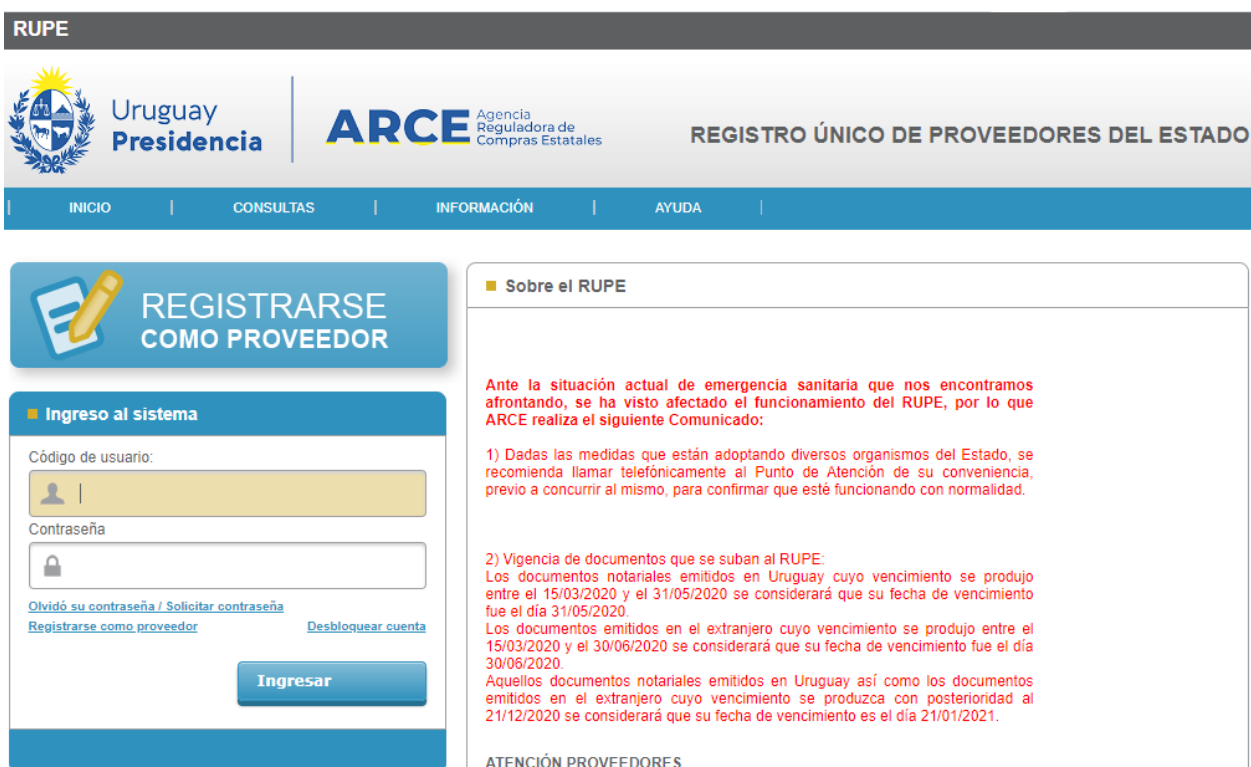 RUPE
Uruguay
Presidencia
ARCE
Agencia
Reguladora de
Compras Estatales
REGISTRO ÚNICO DE PROVEEDORES DEL ESTADO
INICIO
CONSULTAS
INFORMACIÓN
AYUDA
REGISTRARSE
COMO PROVEEDOR
Ingreso al sistema
Código de usuario:
Contraseña
Olvidó su contraseña / Solicitar contraseña
Registrarse como proveedor
Desbloquear cuenta
Ingresar
Sobre el RUPE
Ante la situación actual de emergencia sanitaria que nos encontramos
afrontando, se ha visto afectado el funcionamiento del RUPE, por lo que
ARCE realiza el siguiente Comunicado:
1) Dadas las medidas que están adoptando diversos organismos del Estado, se
recomienda llamar telefónicamente al Punto de Atención de su conveniencia,
previo a concurrir al mismo, para confirmar que esté funcionando con normalidad.
2) Vigencia de documentos que se suban al RUPE:
Los documentos notariales emitidos en Uruguay cuyo vencimiento se produjo
entre el 15/03/2020 y el 31/05/2020 se considerará que su fecha de vencimiento
fue el día 31/05/2020.
Los documentos emitidos en el extranjero cuyo vencimiento se produjo entre el
15/03/2020 y el 30/06/2020 se considerará que su fecha de vencimiento fue el día
30/06/2020.
Aquellos documentos notariales emitidos en Uruguay así como los documentos
emitidos en el extranjero cuyo vencimiento se produzca con posterioridad al
21/12/2020 se considerará que su fecha de vencimiento es el día 21/01/2021.
ATENCIÓN PROVEEDORES